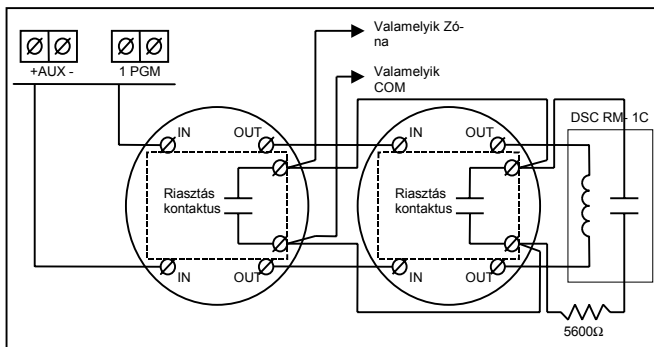 Valamelyik Zó-
na
+AUX -
1 PGM
Valamelyik
COM
DSC RM- 1C
IN
OUT
IN
OUT
Riasztás
kontaktus
Riasztás
kontaktus
IN
OUT
IN
OUT
5600Ω